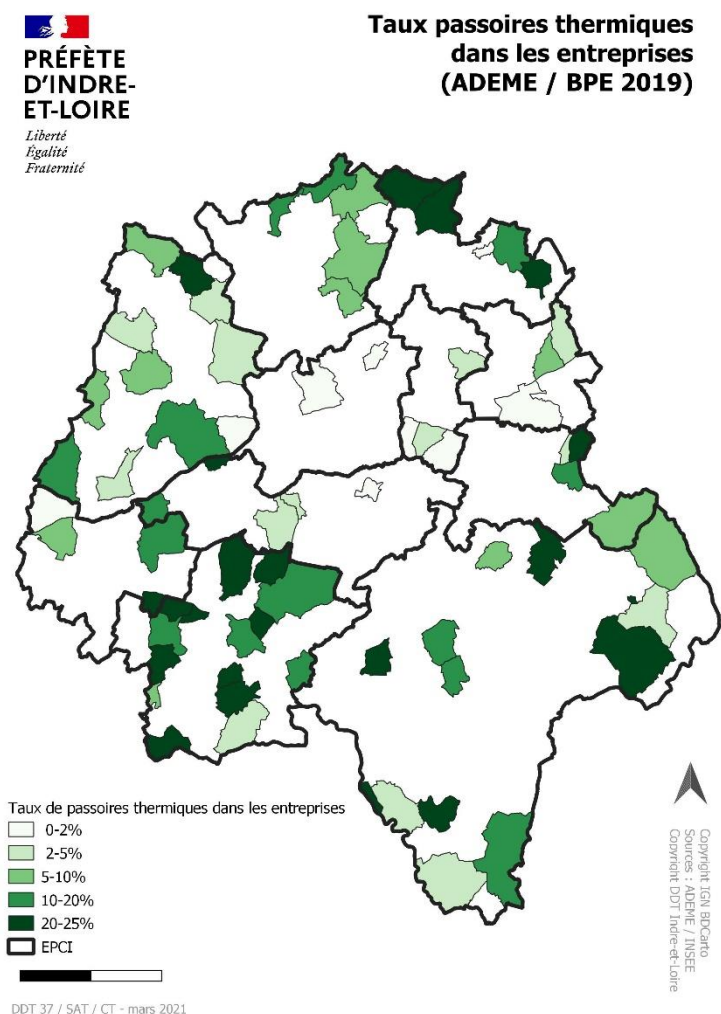 PRÉFÈTE
D'INDRE-
ET-LOIRE
Liberté
Égalité
Fraternité
Taux passoires thermiques
dans les entreprises
(ADEME / BPE 2019)
Taux de passoires thermiques dans les entreprises
0-2%
2-5%
5-10%
10-20%
20-25%
EPCI
DDT 37 / SAT / CT - mars 2021
Copyright IGN BDCarto
Sources : ADEME / INSEE
Copyright DDT Indre-et-Loire